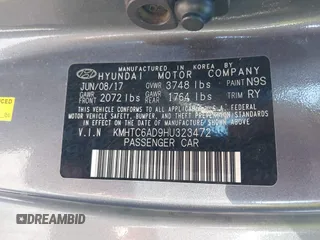 MANUFACTURED IN KOREA BY
HYUNDAI MOTOR COMPANY
JUN/08/17 GVWR 3748 lbs PAINT N9S
GAWR FRONT 2072 lbs GAWR REAR 1764 lbs TRIM RY
THIS VEHICLE CONFORMS TO ALL APPLICABLE
FEDERAL MOTOR VEHICLE SAFETY, BUMPER,
AND THEFT PREVENTION STANDARDS IN EFFECT
ON THE DATE OF MANUFACTURE SHOWN ABOVE.
V.I.N KMHTC6AD9HU323472
PASSENGER CAR
DREAMBID